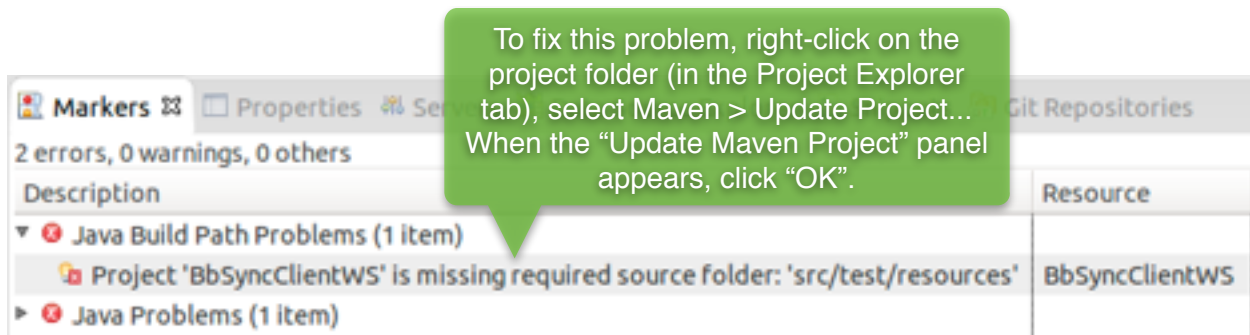 To fix this problem, right-click on the
project folder (in the Project Explorer
tab), select Maven > Update Project...
When the “Update Maven Project” panel
appears, click “OK”.
Markers Properties Git Repositories
2 errors, 0 warnings, 0 others
Description Resource
Java Build Path Problems (1 item)
Project 'BbSyncClientWS' is missing required source folder: 'src/test/resources' BbSyncClientWS
Java Problems (1 item)